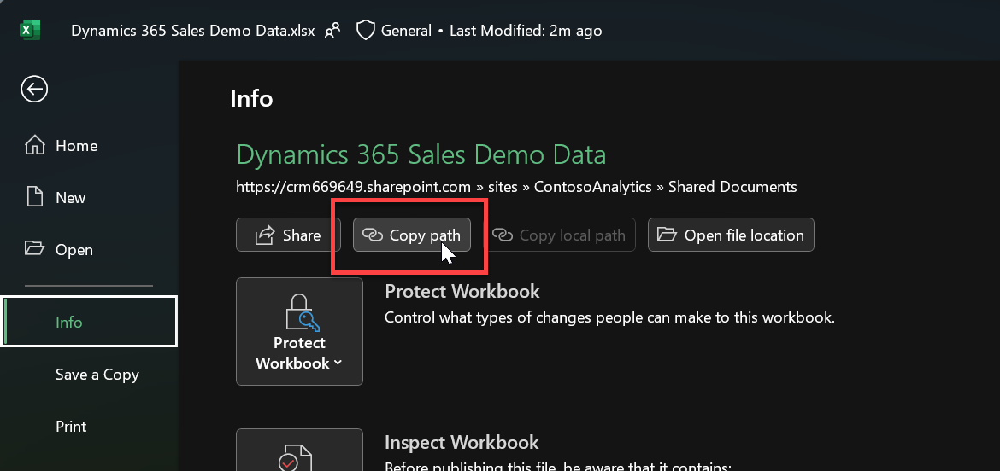 Dynamics 365 Sales Demo Data.xlsx General • Last Modified: 2m ago
Info
Home
New
Open
Info
Save a Copy
Print
Dynamics 365 Sales Demo Data
https://crm669649.sharepoint.com » sites » ContosoAnalytics » Shared Documents
Share Copy path Copy local path Open file location
Protect
Workbook
Protect Workbook
Control what types of changes people can make to this workbook.
Inspect Workbook
Before publishing this file, be aware that it contains: